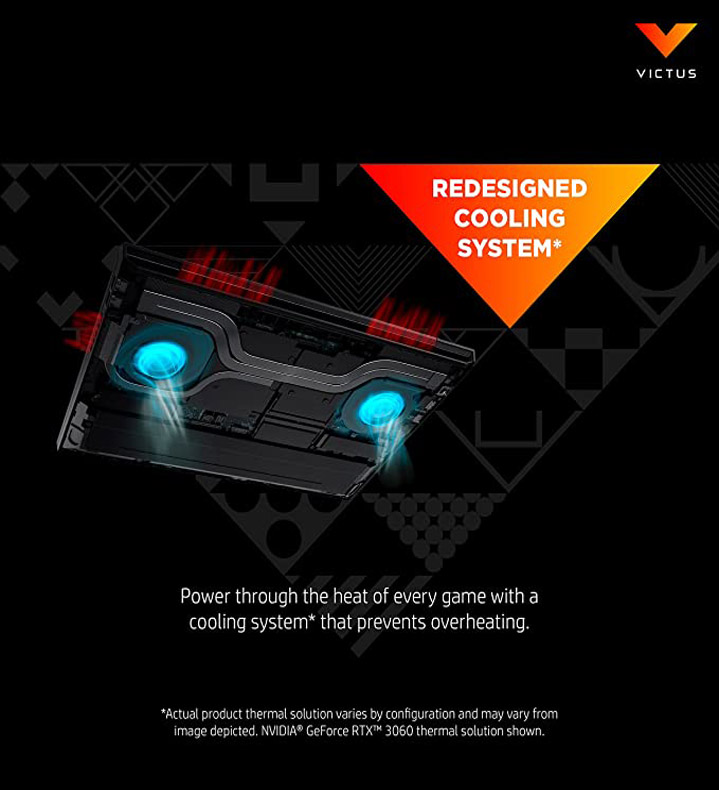 VICTUS
REDESIGNED
COOLING
SYSTEM*
Power through the heat of every game with a
cooling system* that prevents overheating.
*Actual product thermal solution varies by configuration and may vary from
image depicted. NVIDIA® GeForce RTX™ 3060 thermal solution shown.